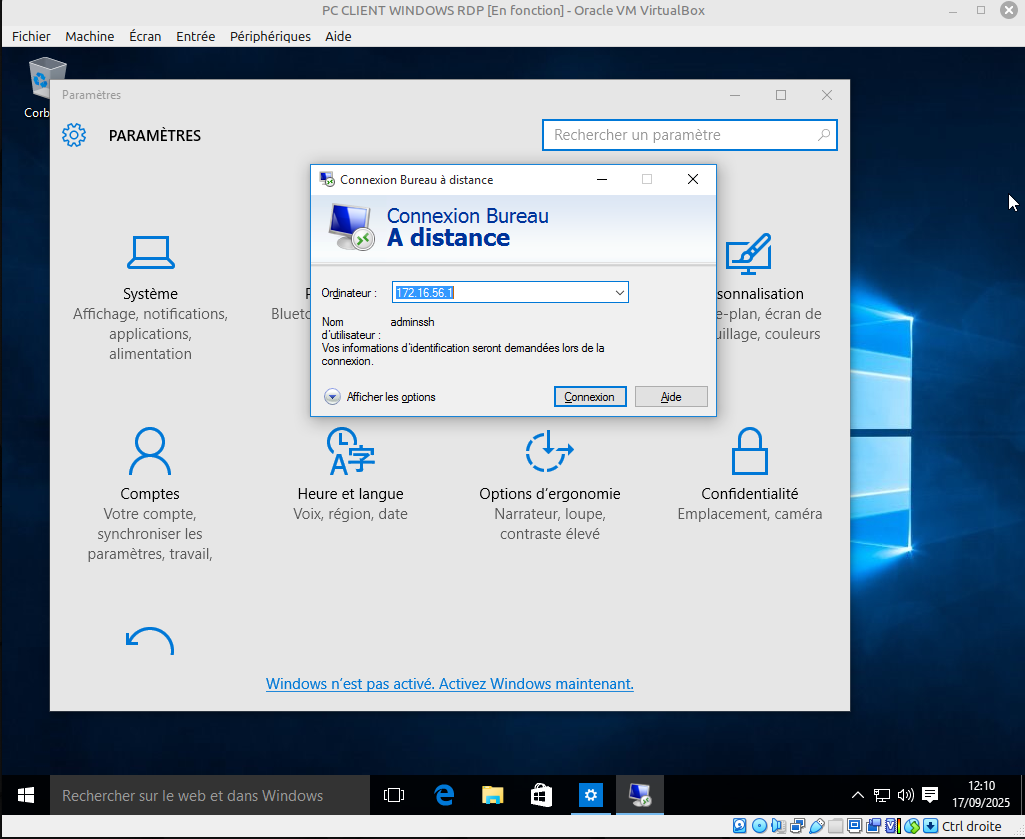 PC CLIENT WINDOWS RDP [En fonction] - Oracle VM VirtualBox
Fichier Machine Écran Entrée Périphériques Aide
Corb
Paramètres
PARAMÈTRES
Rechercher un paramètre
Connexion Bureau à distance
Connexion Bureau
A distance
Ordinateur :
172.16.56.1
Nom
d'utilisateur :
adminssh
Vos informations d'identification seront demandées lors de la
connexion.
Afficher les options
Connexion
Aide
Système
Affichage, notifications,
applications,
alimentation
P
Blueto
sonnalisation
e-plan, écran de
uillage, couleurs
Comptes
Votre compte,
synchroniser les
paramètres, travail,
Heure et langue
Voix, région, date
Options d'ergonomie
Narrateur, loupe,
contraste élevé
Confidentialité
Emplacement, caméra
Windows n'est pas activé. Activez Windows maintenant.
Rechercher sur le web et dans Windows
12:10
17/09/2025
Ctrl droite